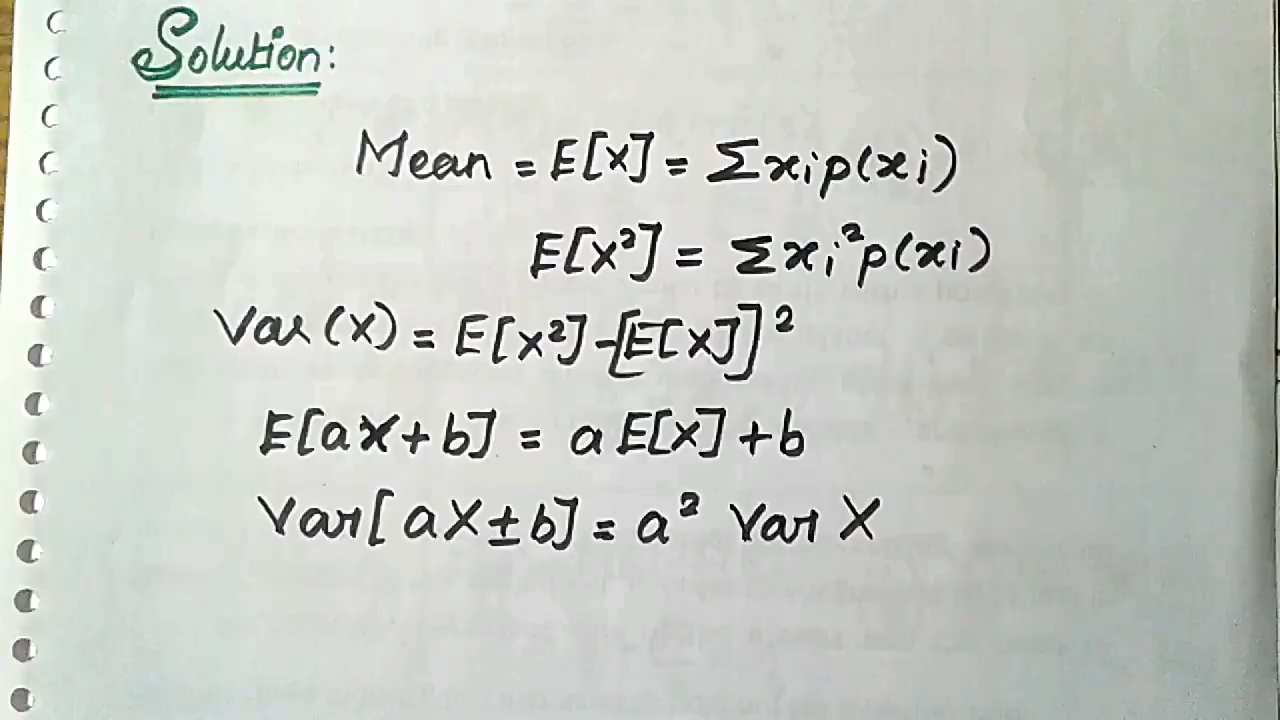 Solution:
Mean = E[X] = Σxᵢp(xᵢ)
E[X²] = Σxᵢ²p(xᵢ)
Var(X) = E[X²]-[E[X]]²
E[aX+b] = a E[X]+b
Var[aX±b] = a² Var X